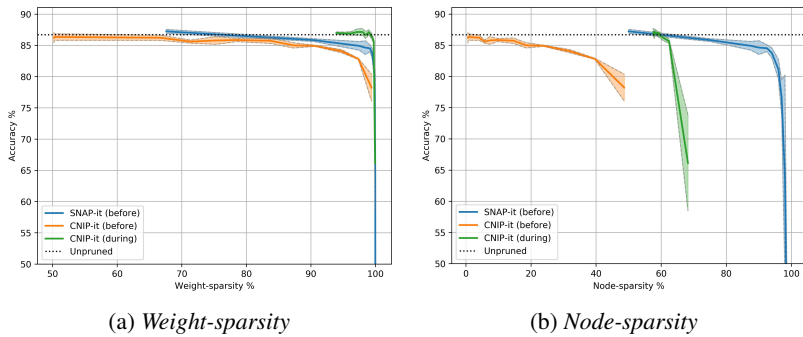 90
85
80
75
70
65
60
55
50
Accuracy %
SNAP-it (before)
CNIP-it (before)
CNIP-it (during)
Unpruned
50 60 70 80 90 100
Weight-sparsity %
(a) Weight-sparsity
90
85
80
75
70
65
60
55
50
Accuracy %
SNAP-it (before)
CNIP-it (before)
CNIP-it (during)
Unpruned
0 20 40 60 80 100
Node-sparsity %
(b) Node-sparsity